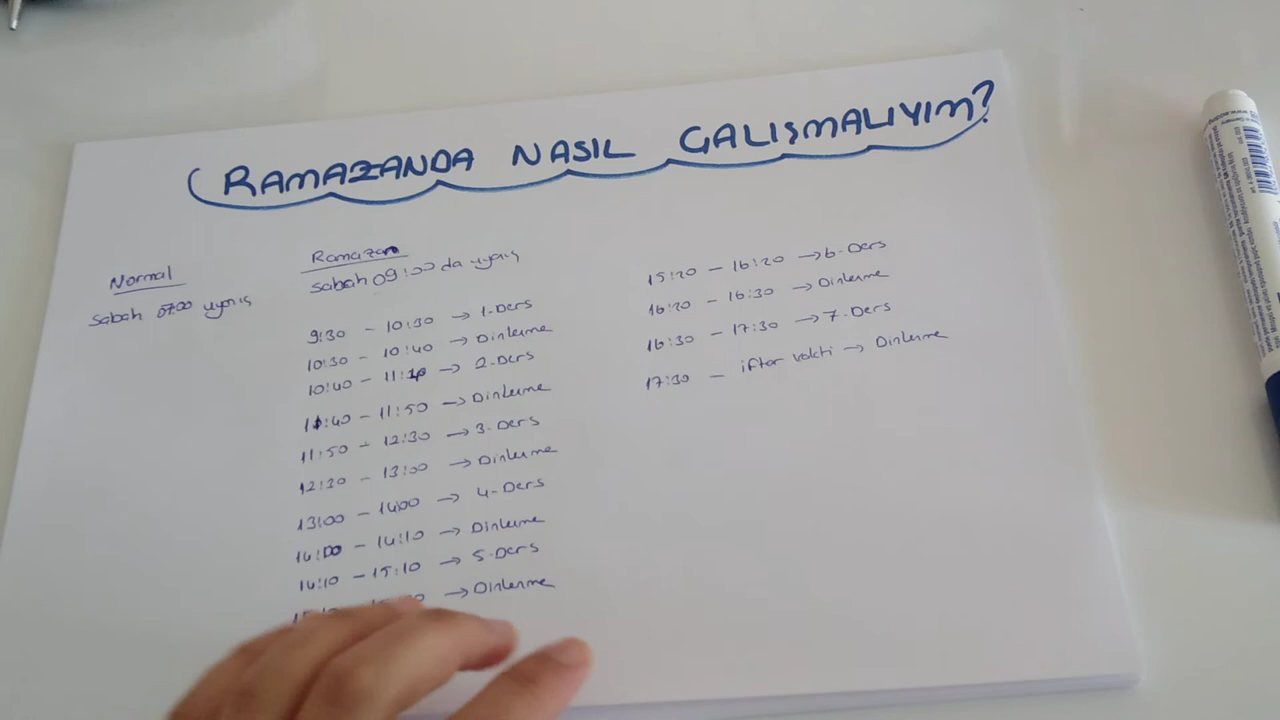 RAMAZANDA NASIL ÇALIŞMALIYIM?
Normal
Sabah 07:00 uyanış
Ramazan
Sabah 09:00 da uyanış
9:30 - 10:30 → 1.Ders
10:30 - 10:40 → Dinlenme
10:40 - → 2.Ders
11:40 - 11:50 → Dinlenme
11:50 - 12:30 → 3.Ders
12:30 - 13:00 → Dinlenme
13:00 - 14:00 → 4.Ders
14:00 - 14:10 → Dinlenme
14:10 - 15:10 → 5.Ders
→ Dinlenme
15:20 - 16:20 → 6.Ders
16:20 - 16:30 → Dinlenme
16:30 - 17:30 → 7.Ders
17:30 - iftar vakti → Dinlenme